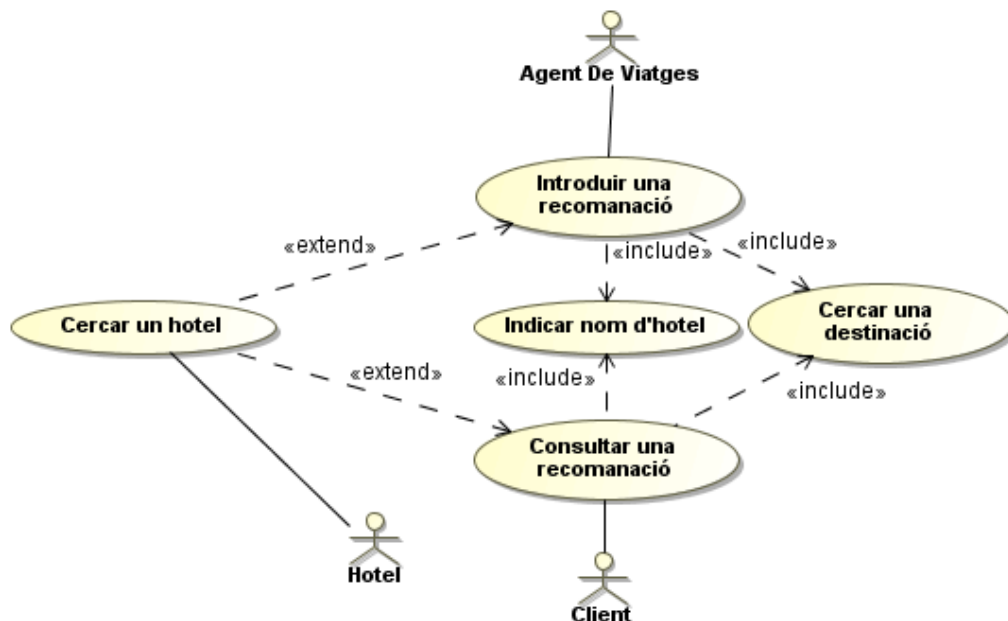 Agent De Viatges
Introduir una
recomanació
«extend»
«include»
«include»
Cercar un hotel
Indicar nom d'hotel
Cercar una
destinació
«extend»
«include»
«include»
Consultar una
recomanació
Hotel
Client